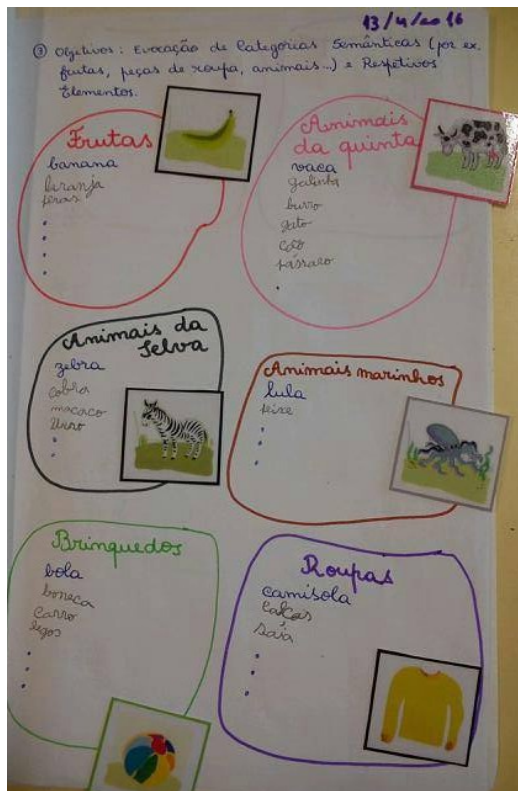 13/4/2016
③ Objetivos: Evocação de Categorias Semânticas (por ex.
frutas, peças de roupa, animais...) e Respetivos
Elementos.
Frutas
banana
laranja
peras
Animais
da quinta
vaca
galinha
burro
gato
cão
pássaro
Animais da
Selva
zebra
cobra
macaco
Animais marinhos
lula
peixe
Brinquedos
bola
boneca
carro
legos
Roupas
camisola
calças
saia